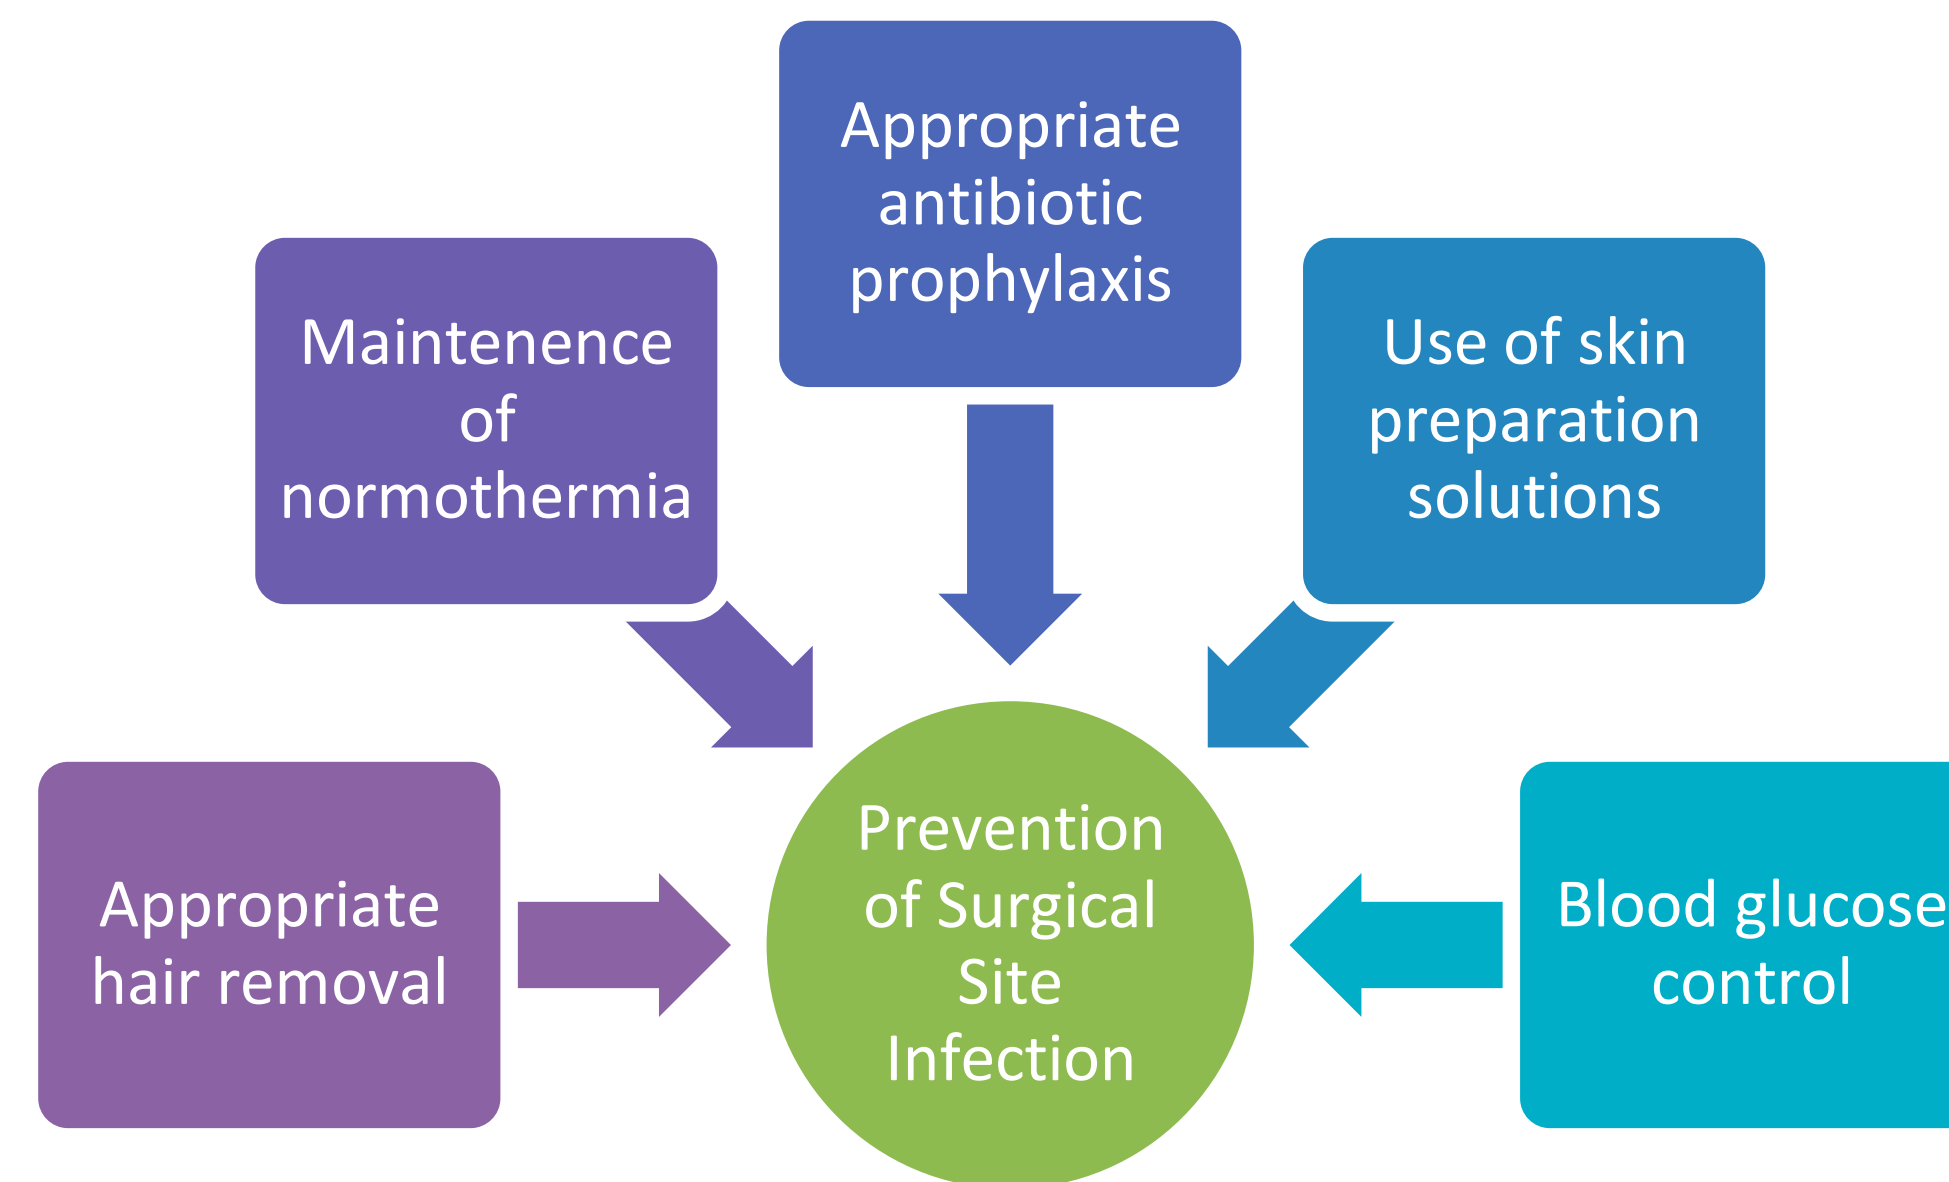 Appropriate
hair removal
Maintenence
of
normothermia
Appropriate
antibiotic
prophylaxis
Use of skin
preparation
solutions
Blood glucose
control
Prevention
of Surgical
Site
Infection